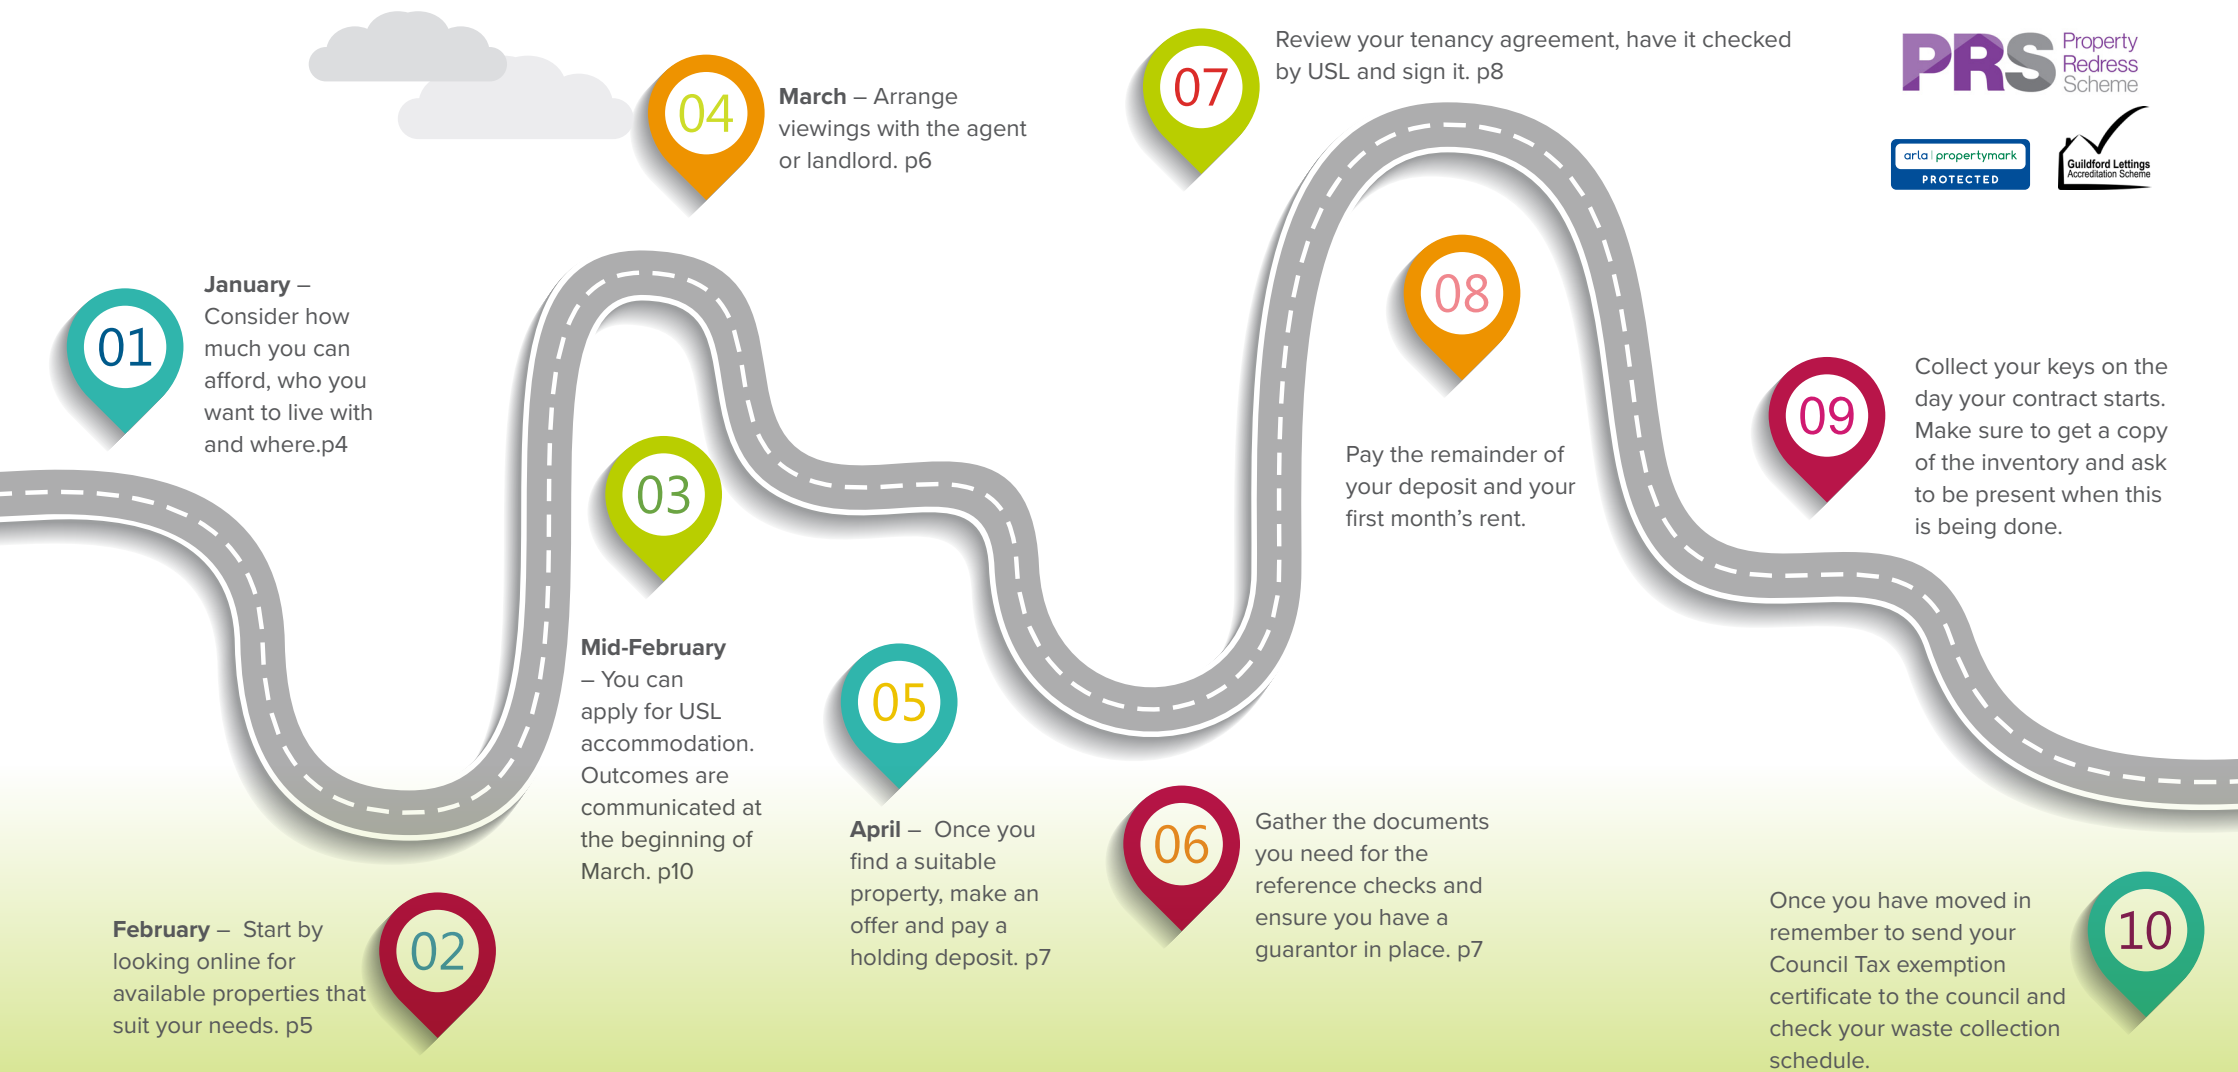 01
January –
Consider how
much you can
afford, who you
want to live with
and where.p4
02
February –  Start by
looking online for
available properties that
suit your needs. p5
03
Mid-February
– You can
apply for USL
accommodation.
Outcomes are
communicated at
the beginning of
March. p10
04
March – Arrange
viewings with the agent
or landlord. p6
05
April –  Once you
find a suitable
property, make an
offer and pay a
holding deposit. p7
06
Gather the documents
you need for the
reference checks and
ensure you have a
guarantor in place. p7
07
Review your tenancy agreement, have it checked
by USL and sign it. p8
08
Pay the remainder of
your deposit and your
first month’s rent.
09
Collect your keys on the
day your contract starts.
Make sure to get a copy
of the inventory and ask
to be present when this
is being done.
10
Once you have moved in
remember to send your
Council Tax exemption
certificate to the council and
check your waste collection
schedule.
PRS
Property
Redress
Scheme
arla | propertymark
PROTECTED
Guildford Lettings
Accreditation Scheme